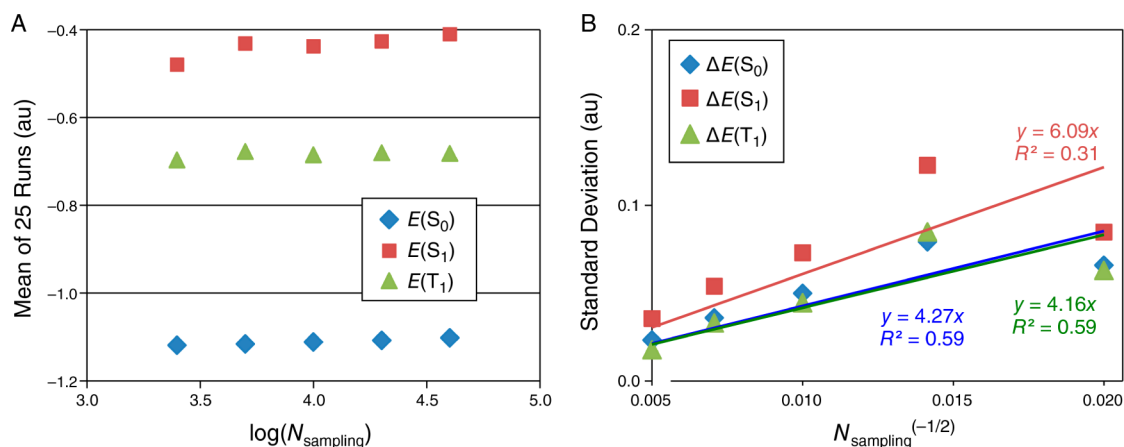 A
Mean of 25 Runs (au)
−0.4
−0.6
−0.8
−1.0
−1.2
3.0 3.5 4.0 4.5 5.0
log(N_sampling)
E(S₀)
E(S₁)
E(T₁)
B
Standard Deviation (au)
0.2
0.1
0.0
0.005 0.010 0.015 0.020
N_sampling^(−1/2)
ΔE(S₀)
ΔE(S₁)
ΔE(T₁)
y = 6.09x
R² = 0.31
y = 4.27x
R² = 0.59
y = 4.16x
R² = 0.59